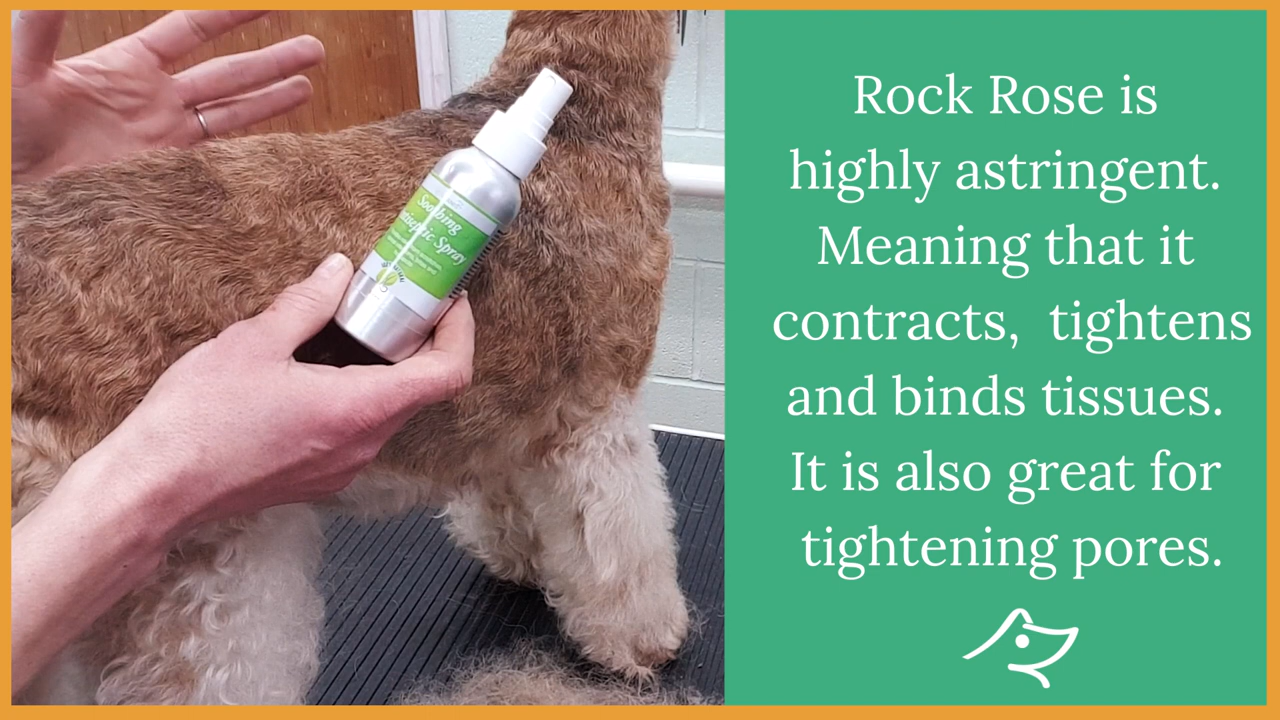 Soothing
Antiseptic Spray
Rock Rose is
highly astringent.
Meaning that it
contracts,  tightens
and binds tissues.
It is also great for
tightening pores.